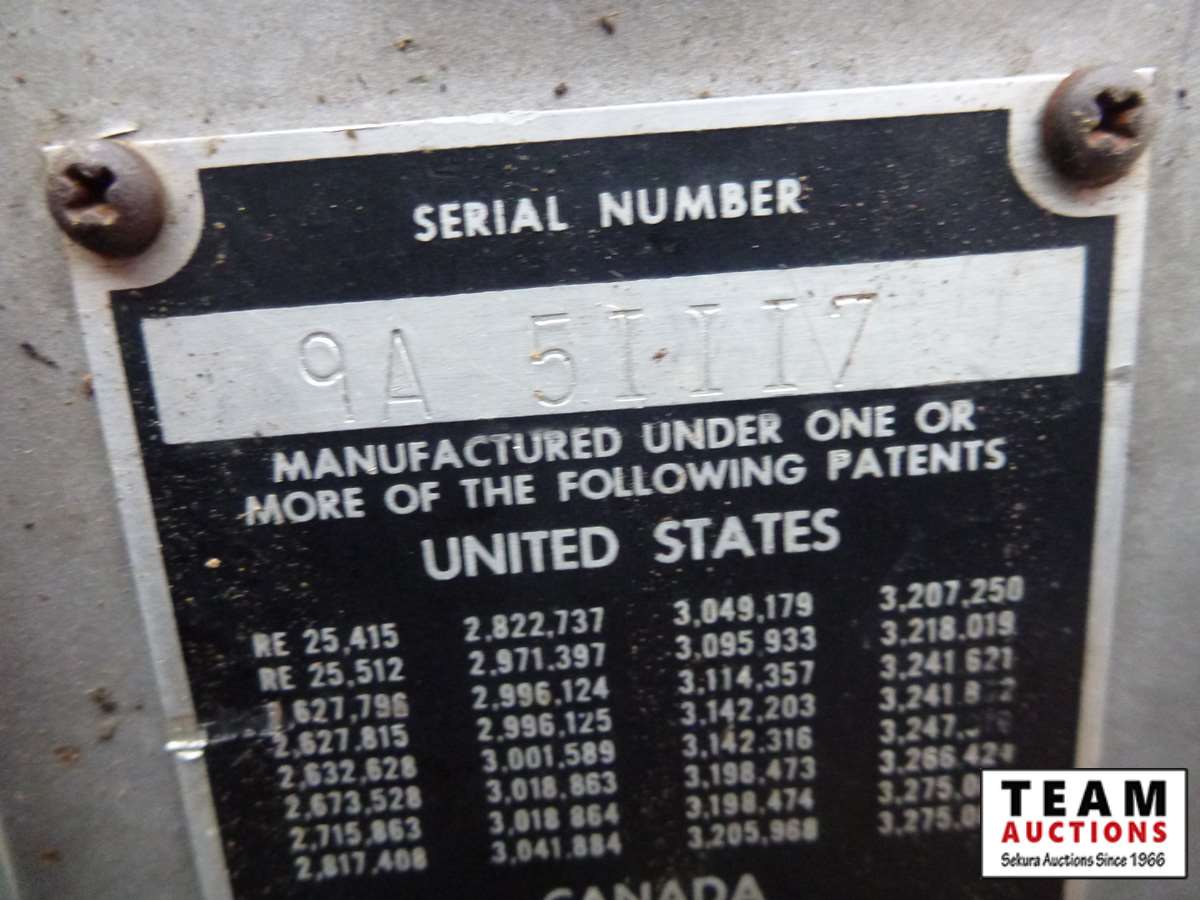 SERIAL NUMBER
9A 5III7
MANUFACTURED UNDER ONE OR
MORE OF THE FOLLOWING PATENTS
UNITED STATES
RE 25,415 2,822,737 3,049,179 3,207,250
RE 25,512 2,971,397 3,095,933 3,218,019
2,996,124 3,114,357 3,241,621
2,627,815 2,996,125 3,142,203
2,632,628 3,001,589 3,142,316
2,673,528 3,018,863 3,198,473 3,266,424
2,715,863 3,018,864 3,198,474
2,817,408 3,041,884 3,205,968
CANADA
TEAM
AUCTIONS
Sekura Auctions Since 1966